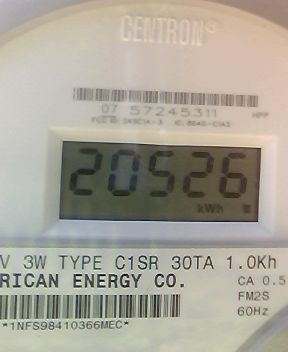 CENTRON®
07 57245311
HPP
20526
kWh
V 3W TYPE C1SR 30TA 1.0Kh
RICAN ENERGY CO.
CA 0.5
FM2S
60Hz
*1NFS98410366MEC*